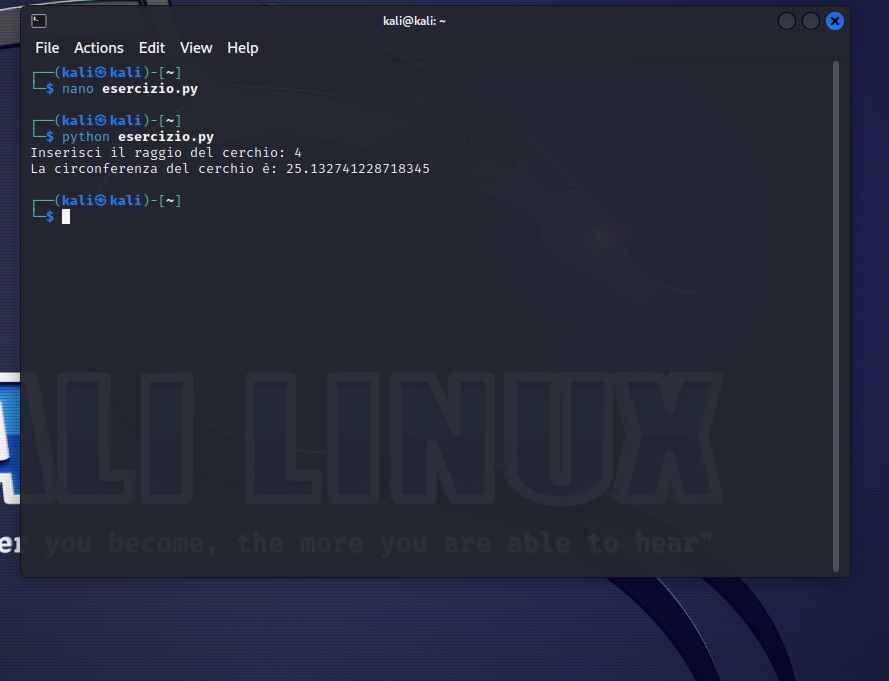 kali@kali: ~
File Actions Edit View Help
┌──(kali㉿kali)-[~]
└─$ nano esercizio.py
┌──(kali㉿kali)-[~]
└─$ python esercizio.py
Inserisci il raggio del cerchio: 4
La circonferenza del cerchio è: 25.132741228718345
┌──(kali㉿kali)-[~]
└─$
ALI LINUX
er you become, the more you are able to hear"